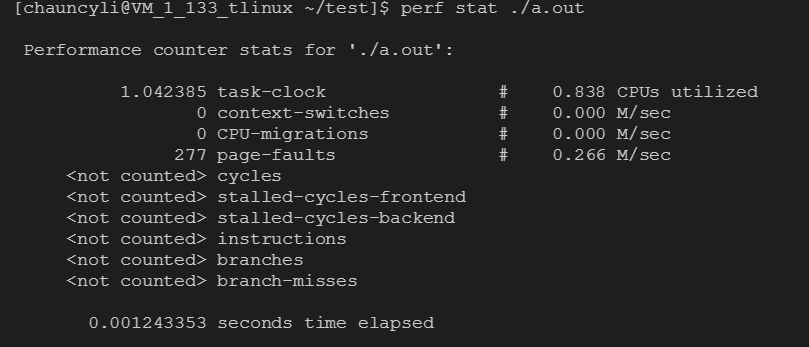 [chauncyli@VM_1_133_tlinux ~/test]$ perf stat ./a.out
Performance counter stats for './a.out':
1.042385 task-clock # 0.838 CPUs utilized
0 context-switches # 0.000 M/sec
0 CPU-migrations # 0.000 M/sec
277 page-faults # 0.266 M/sec
<not counted> cycles
<not counted> stalled-cycles-frontend
<not counted> stalled-cycles-backend
<not counted> instructions
<not counted> branches
<not counted> branch-misses
0.001243353 seconds time elapsed